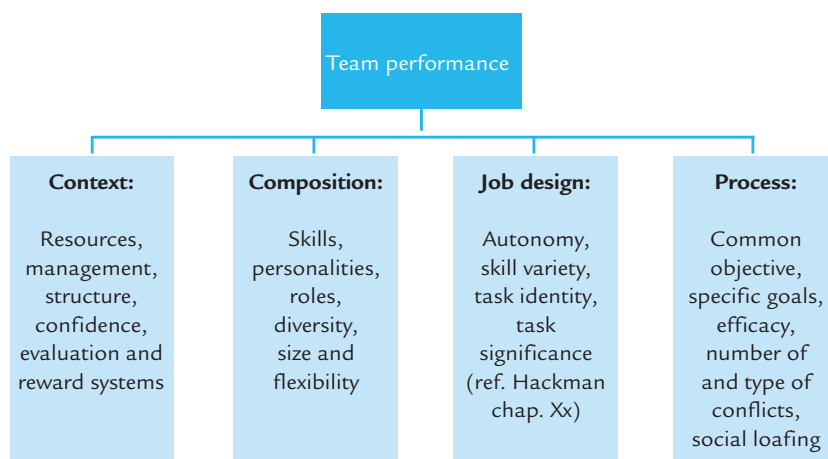 Team performance
Context:
Resources,
management,
structure,
confidence,
evaluation and
reward systems
Composition:
Skills,
personalities,
roles,
diversity,
size and
flexibility
Job design:
Autonomy,
skill variety,
task identity,
task
significance
(ref. Hackman
chap. Xx)
Process:
Common
objective,
specific goals,
efficacy,
number of
and type of
conflicts,
social loafing